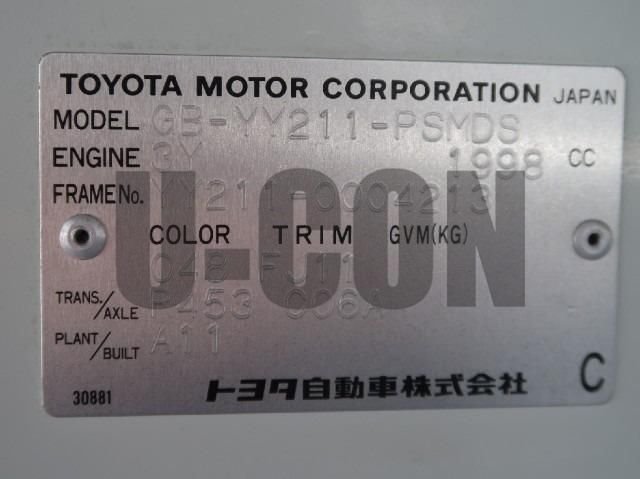 TOYOTA MOTOR CORPORATION JAPAN
MODEL GB-YY211-PSMDS
ENGINE 3Y 1998 CC
FRAME No. YY211-0004213
U-CON
COLOR TRIM GVM(KG)
048 FJ11
TRANS./AXLE P453 C06A
PLANT/BUILT A11
30881 トヨタ自動車株式会社 C